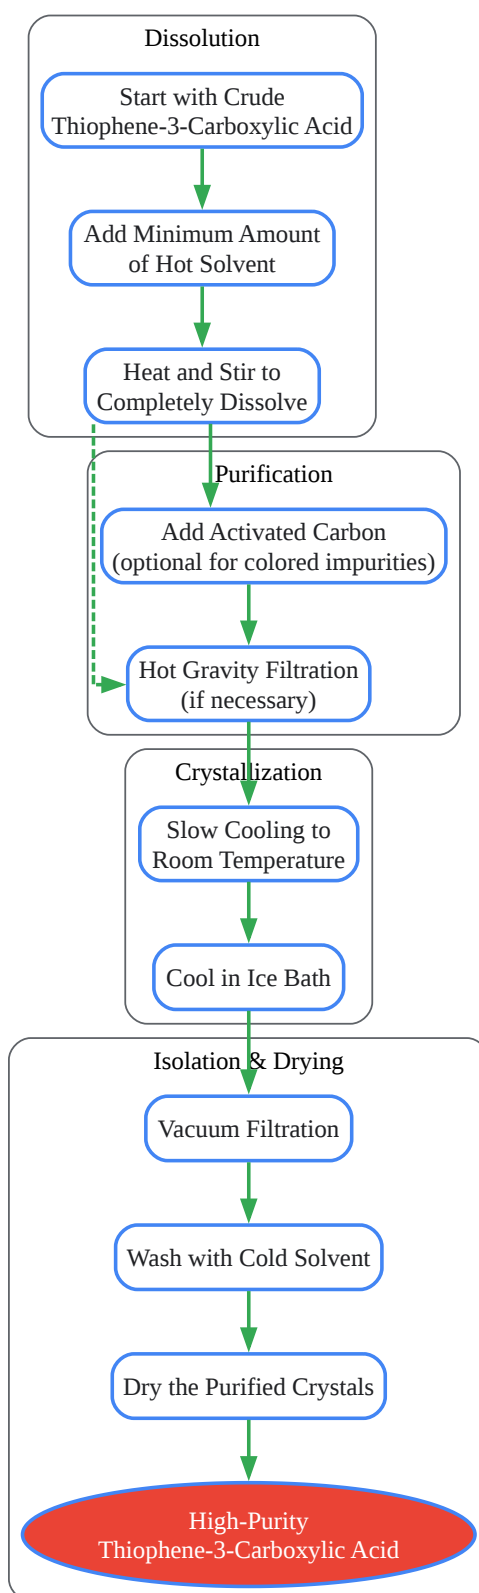 Dissolution
Start with Crude
Thiophene-3-Carboxylic Acid
Add Minimum Amount
of Hot Solvent
Heat and Stir to
Completely Dissolve
Purification
Add Activated Carbon
(optional for colored impurities)
Hot Gravity Filtration
(if necessary)
Crystallization
Slow Cooling to
Room Temperature
Cool in Ice Bath
Isolation & Drying
Vacuum Filtration
Wash with Cold Solvent
Dry the Purified Crystals
High-Purity
Thiophene-3-Carboxylic Acid